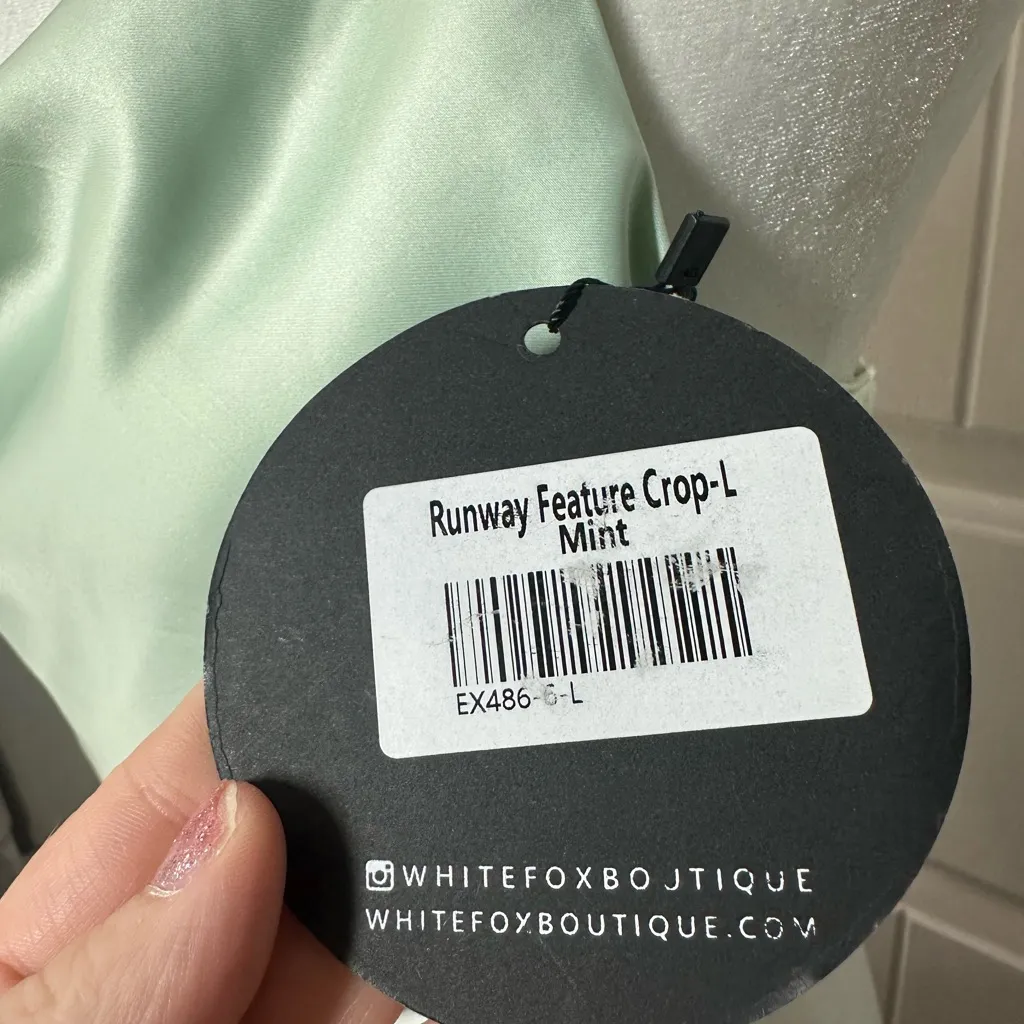 Runway Feature Crop-L
Mint
EX486-6-L
WHITEFOXBOUTIQUE
WHITEFOXBOUTIQUE.COM